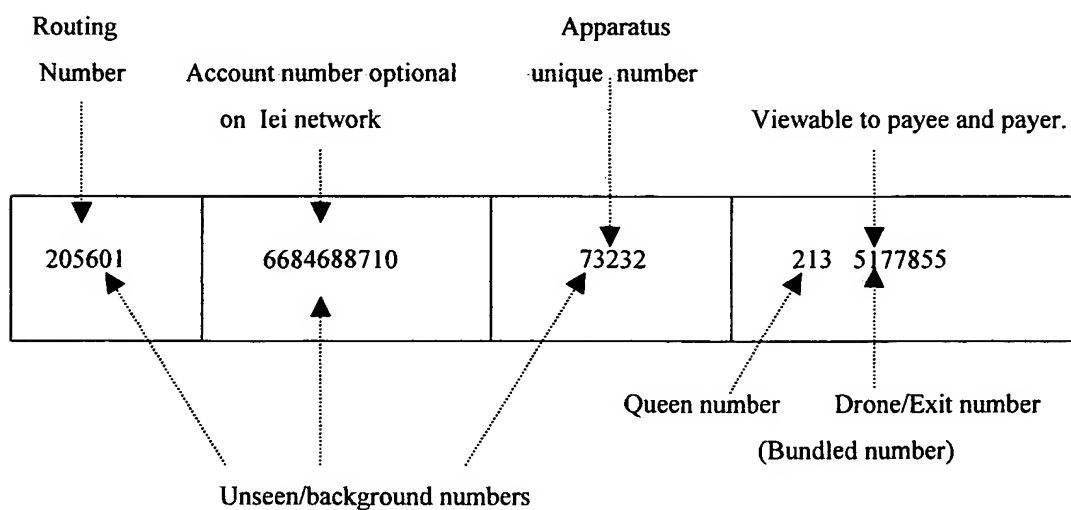 Routing
Number
Account number optional
on Iei network
Apparatus
unique number
Viewable to payee and payer.
205601
6684688710
73232
213 5177855
Queen number
Drone/Exit number
(Bundled number)
Unseen/background numbers